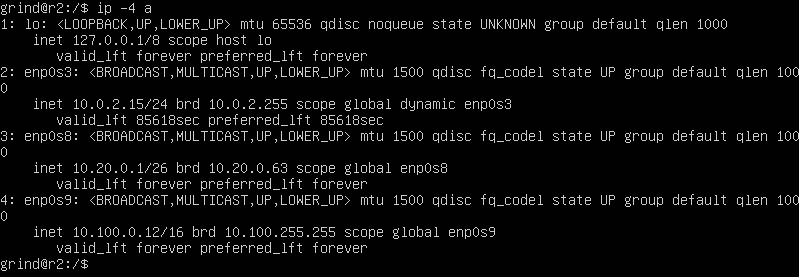 grind@r2:/$ ip -4 a
1: lo: <LOOPBACK,UP,LOWER_UP> mtu 65536 qdisc noqueue state UNKNOWN group default qlen 1000
    inet 127.0.0.1/8 scope host lo
       valid_lft forever preferred_lft forever
2: enp0s3: <BROADCAST,MULTICAST,UP,LOWER_UP> mtu 1500 qdisc fq_codel state UP group default qlen 100
0
    inet 10.0.2.15/24 brd 10.0.2.255 scope global dynamic enp0s3
       valid_lft 85618sec preferred_lft 85618sec
3: enp0s8: <BROADCAST,MULTICAST,UP,LOWER_UP> mtu 1500 qdisc fq_codel state UP group default qlen 100
0
    inet 10.20.0.1/26 brd 10.20.0.63 scope global enp0s8
       valid_lft forever preferred_lft forever
4: enp0s9: <BROADCAST,MULTICAST,UP,LOWER_UP> mtu 1500 qdisc fq_codel state UP group default qlen 100
0
    inet 10.100.0.12/16 brd 10.100.255.255 scope global enp0s9
       valid_lft forever preferred_lft forever
grind@r2:/$